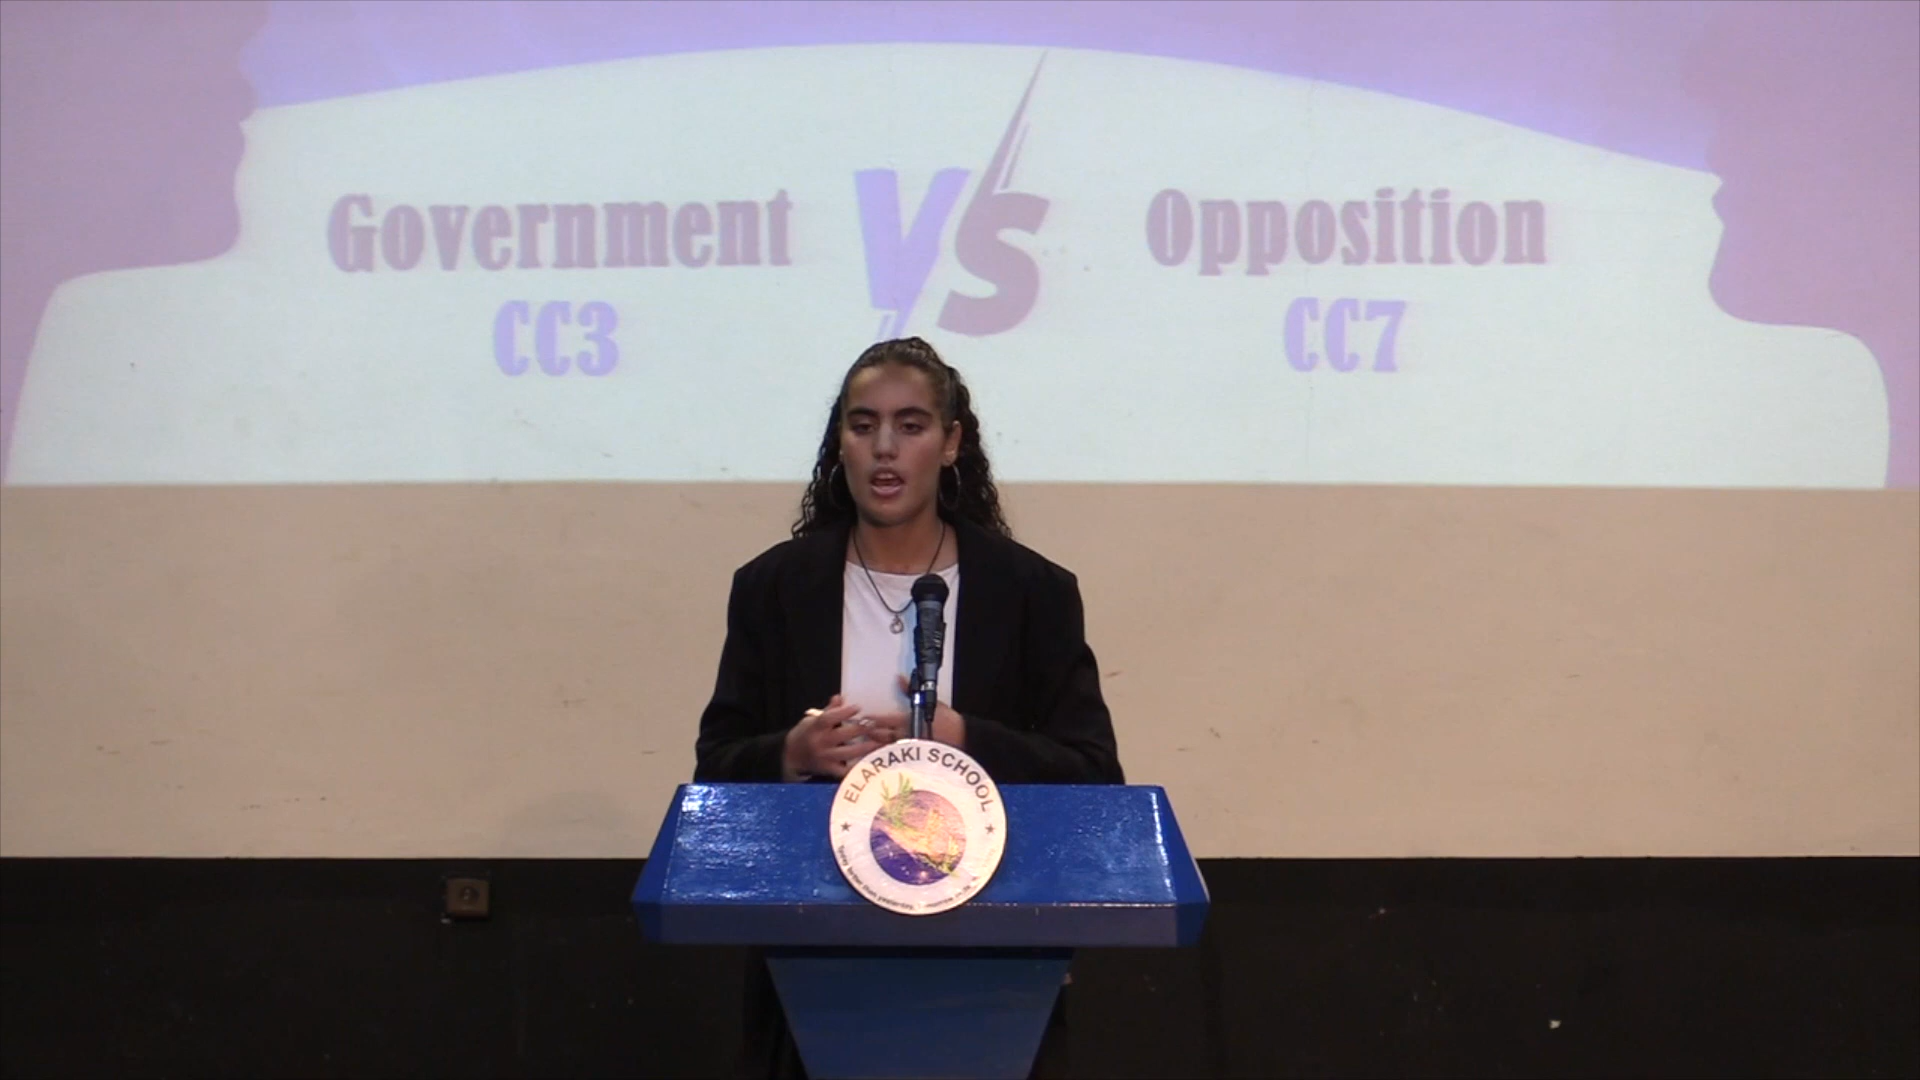 Government
VS
Opposition
CC3
CC7
ELARAKI SCHOOL